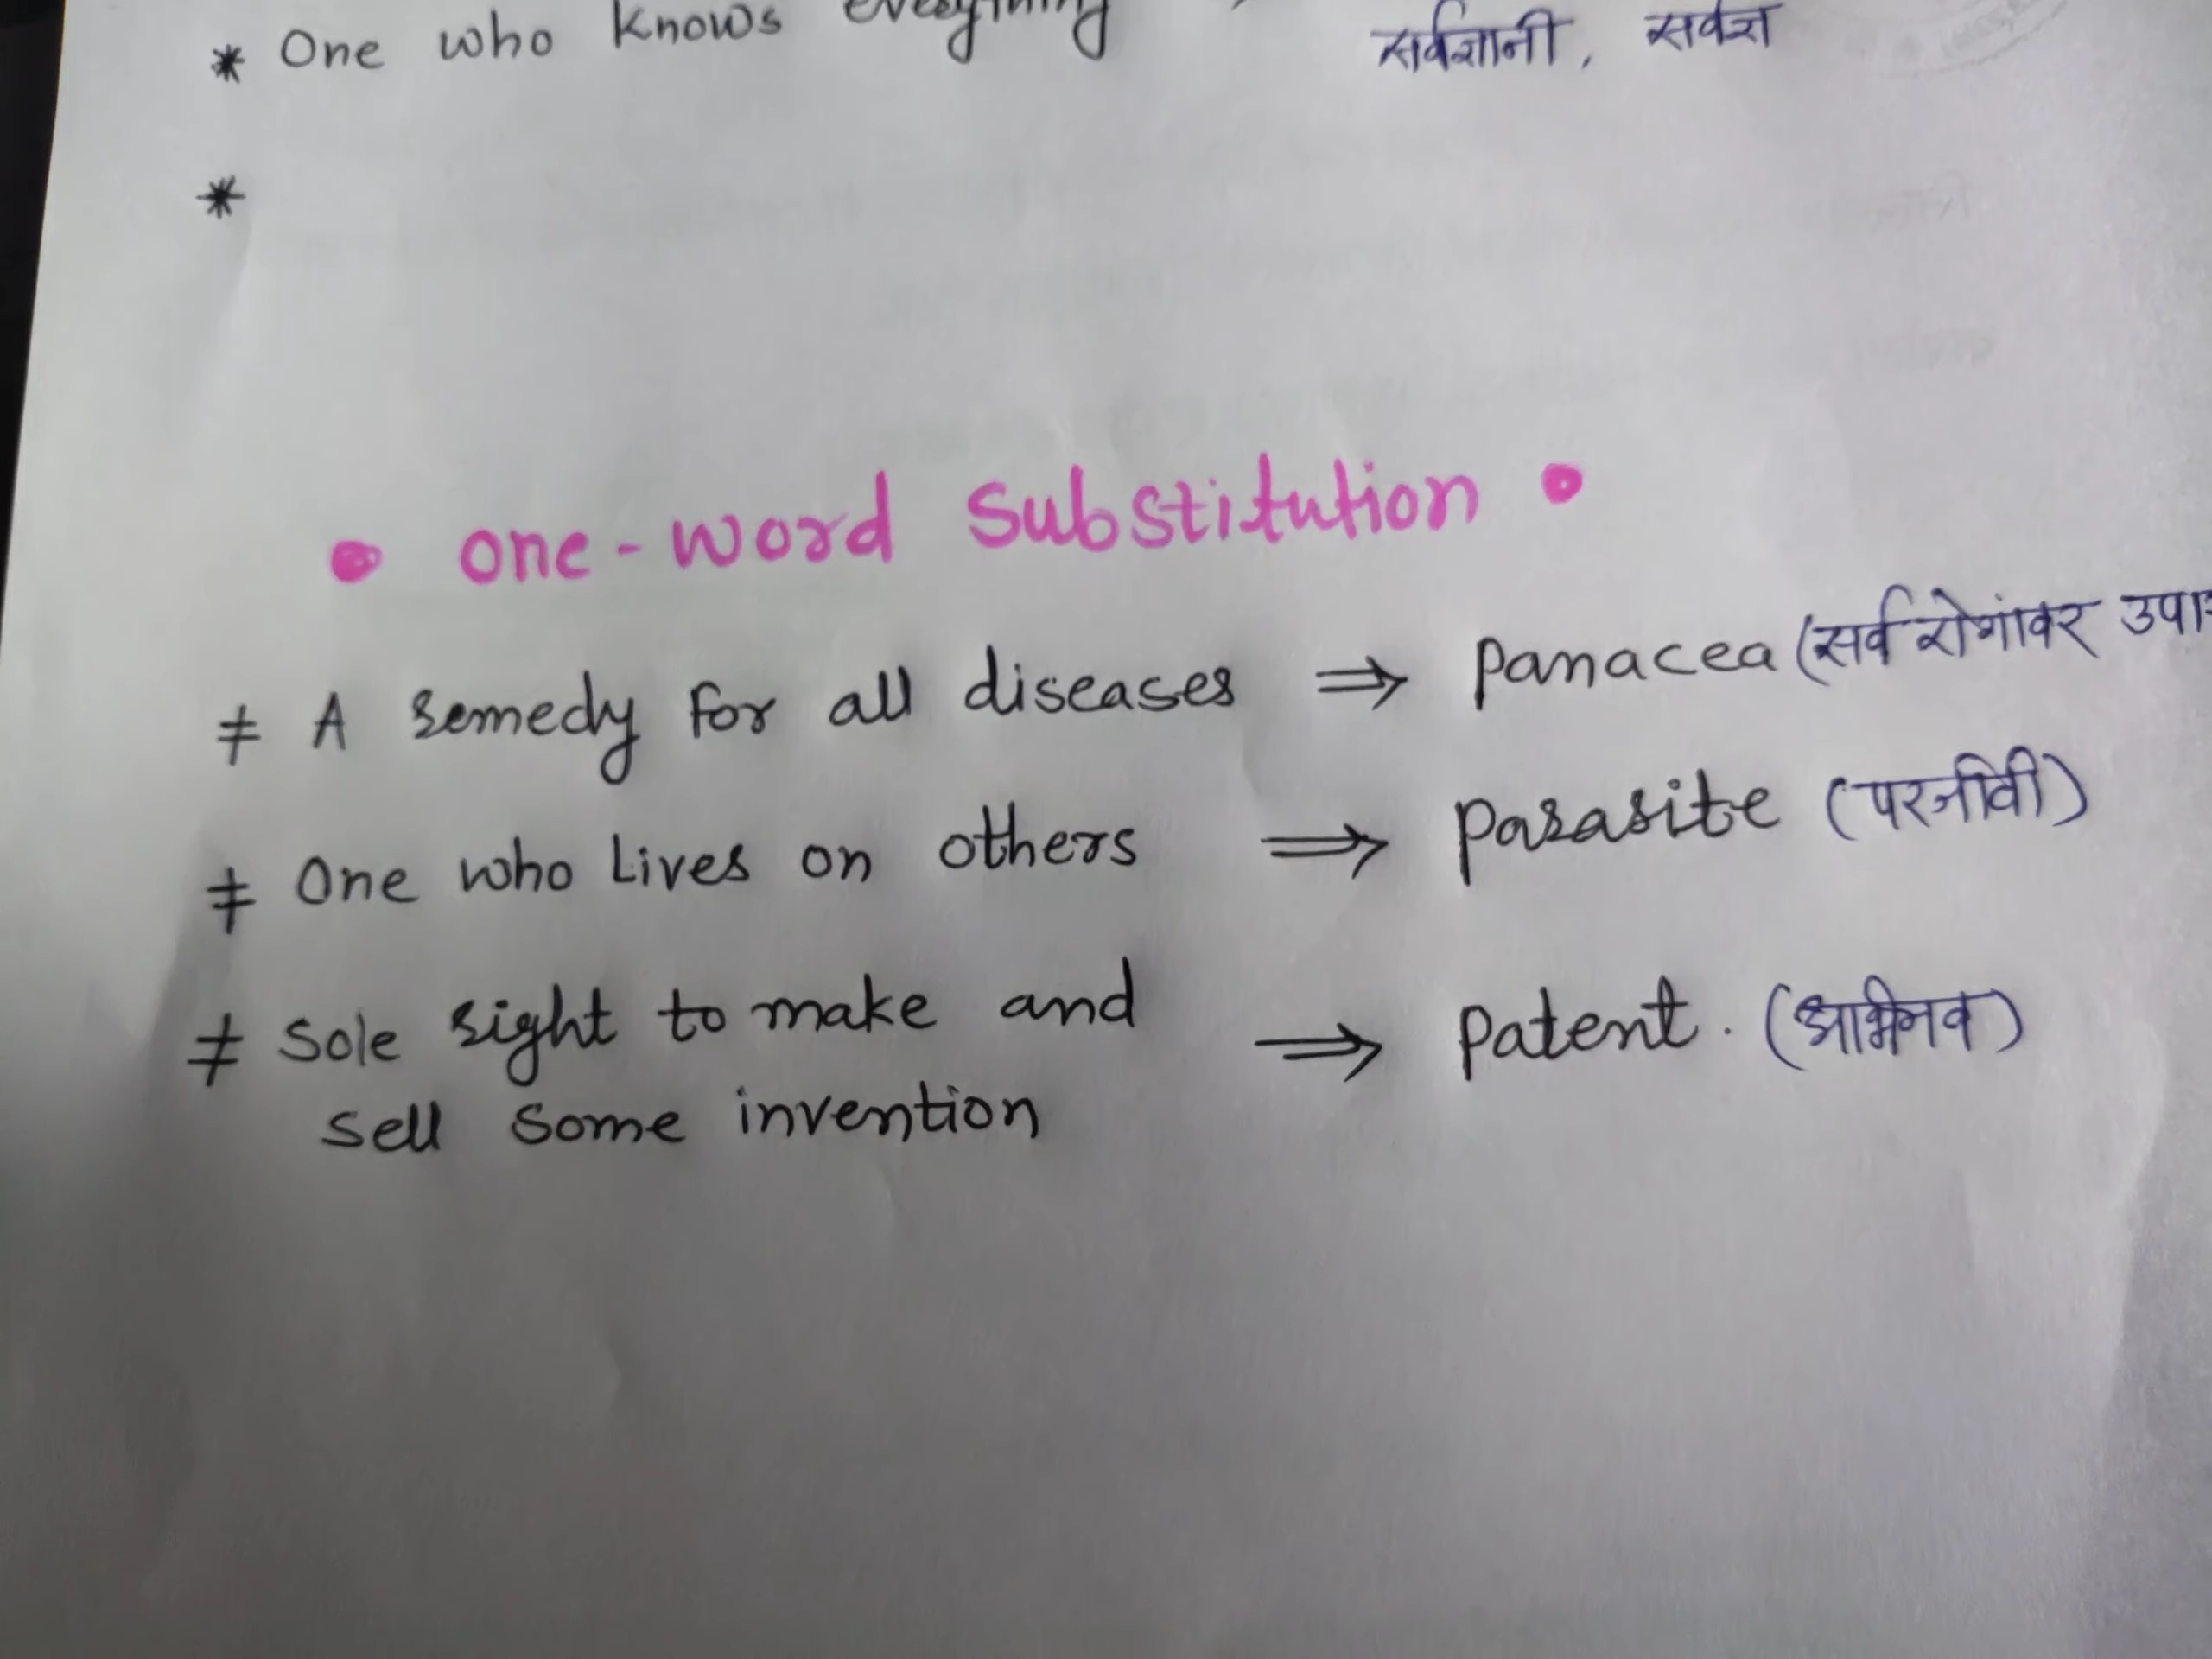 * One who knows everything
सर्वज्ञानी, सर्वज्ञ
*
• One-word Substitution •
≠ A remedy for all diseases ⇒ Panacea (सर्व रोगांवर
≠ One who Lives on others ⇒ Parasite (परजीवी)
≠ Sole right to make and ⇒ Patent. (अभिनव)
sell some invention